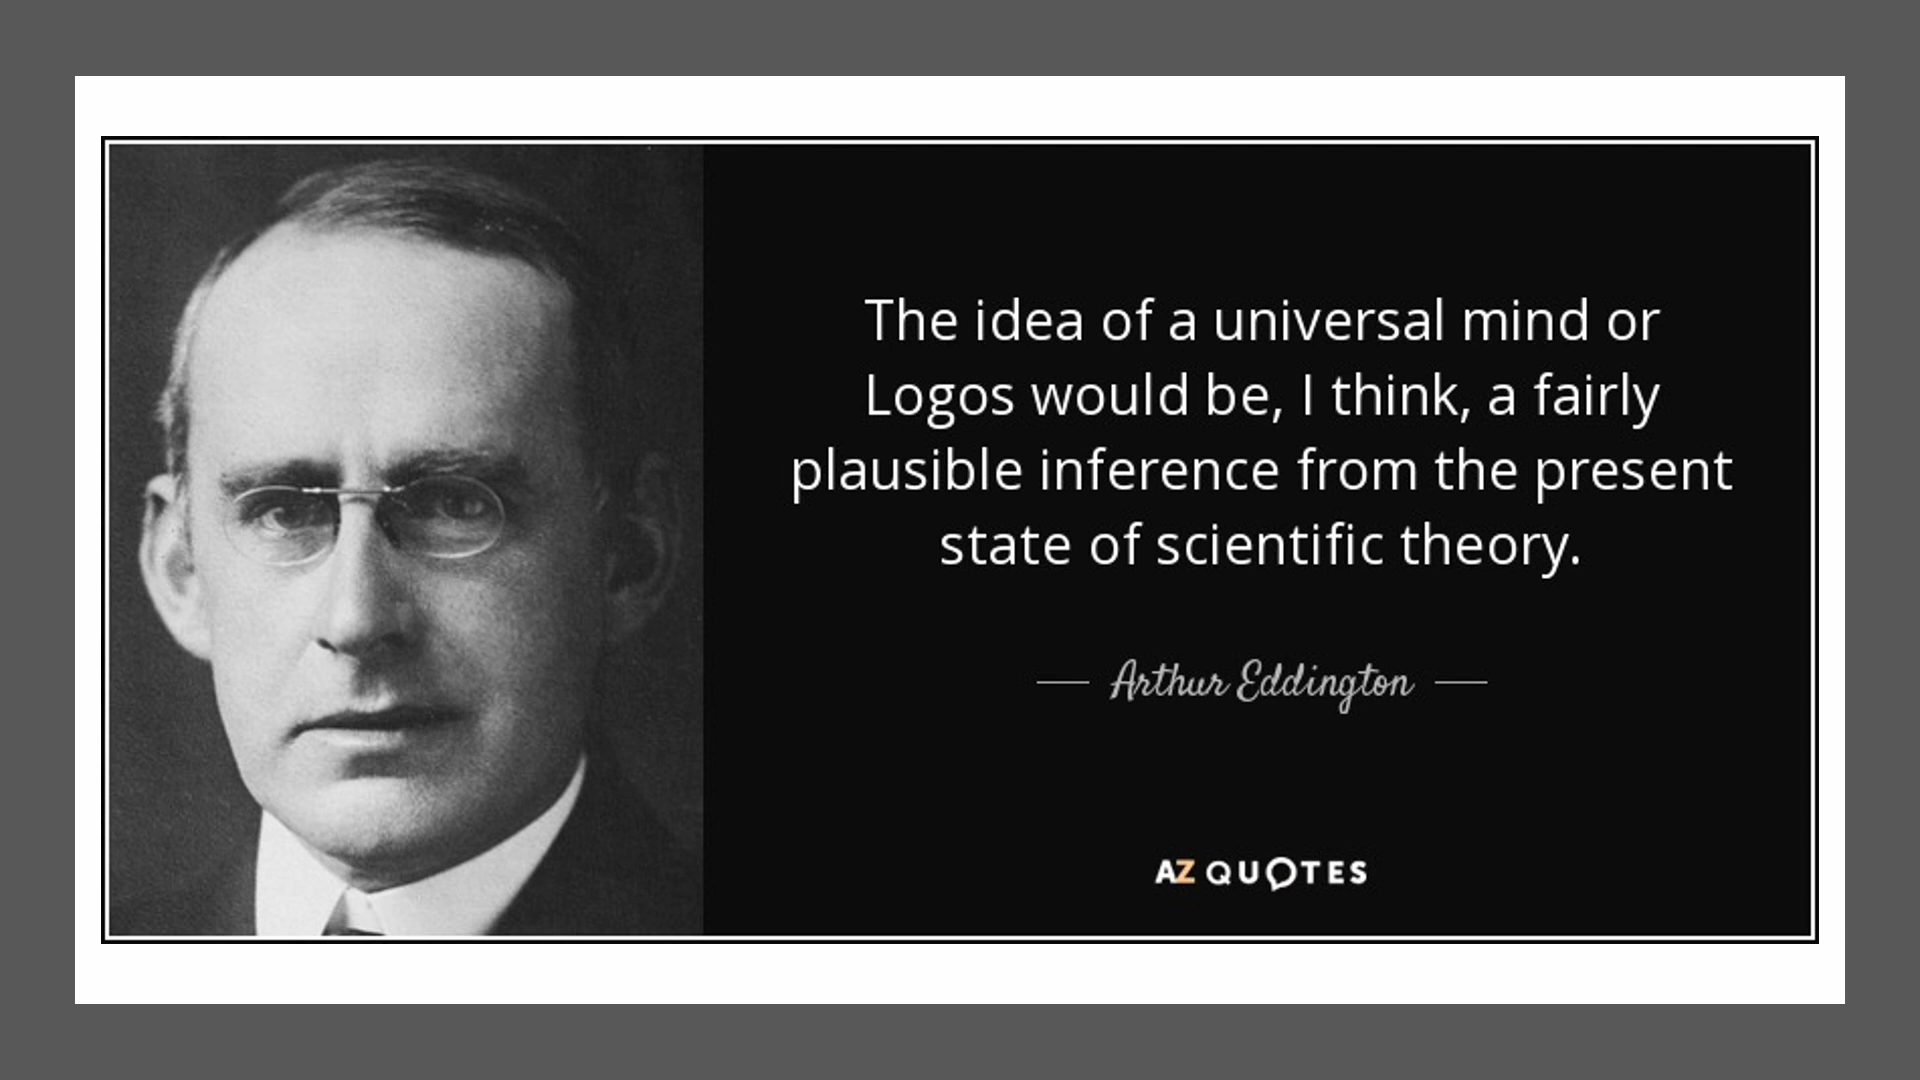 The idea of a universal mind or
Logos would be, I think, a fairly
plausible inference from the present
state of scientific theory.
Arthur Eddington
AZ QUOTES